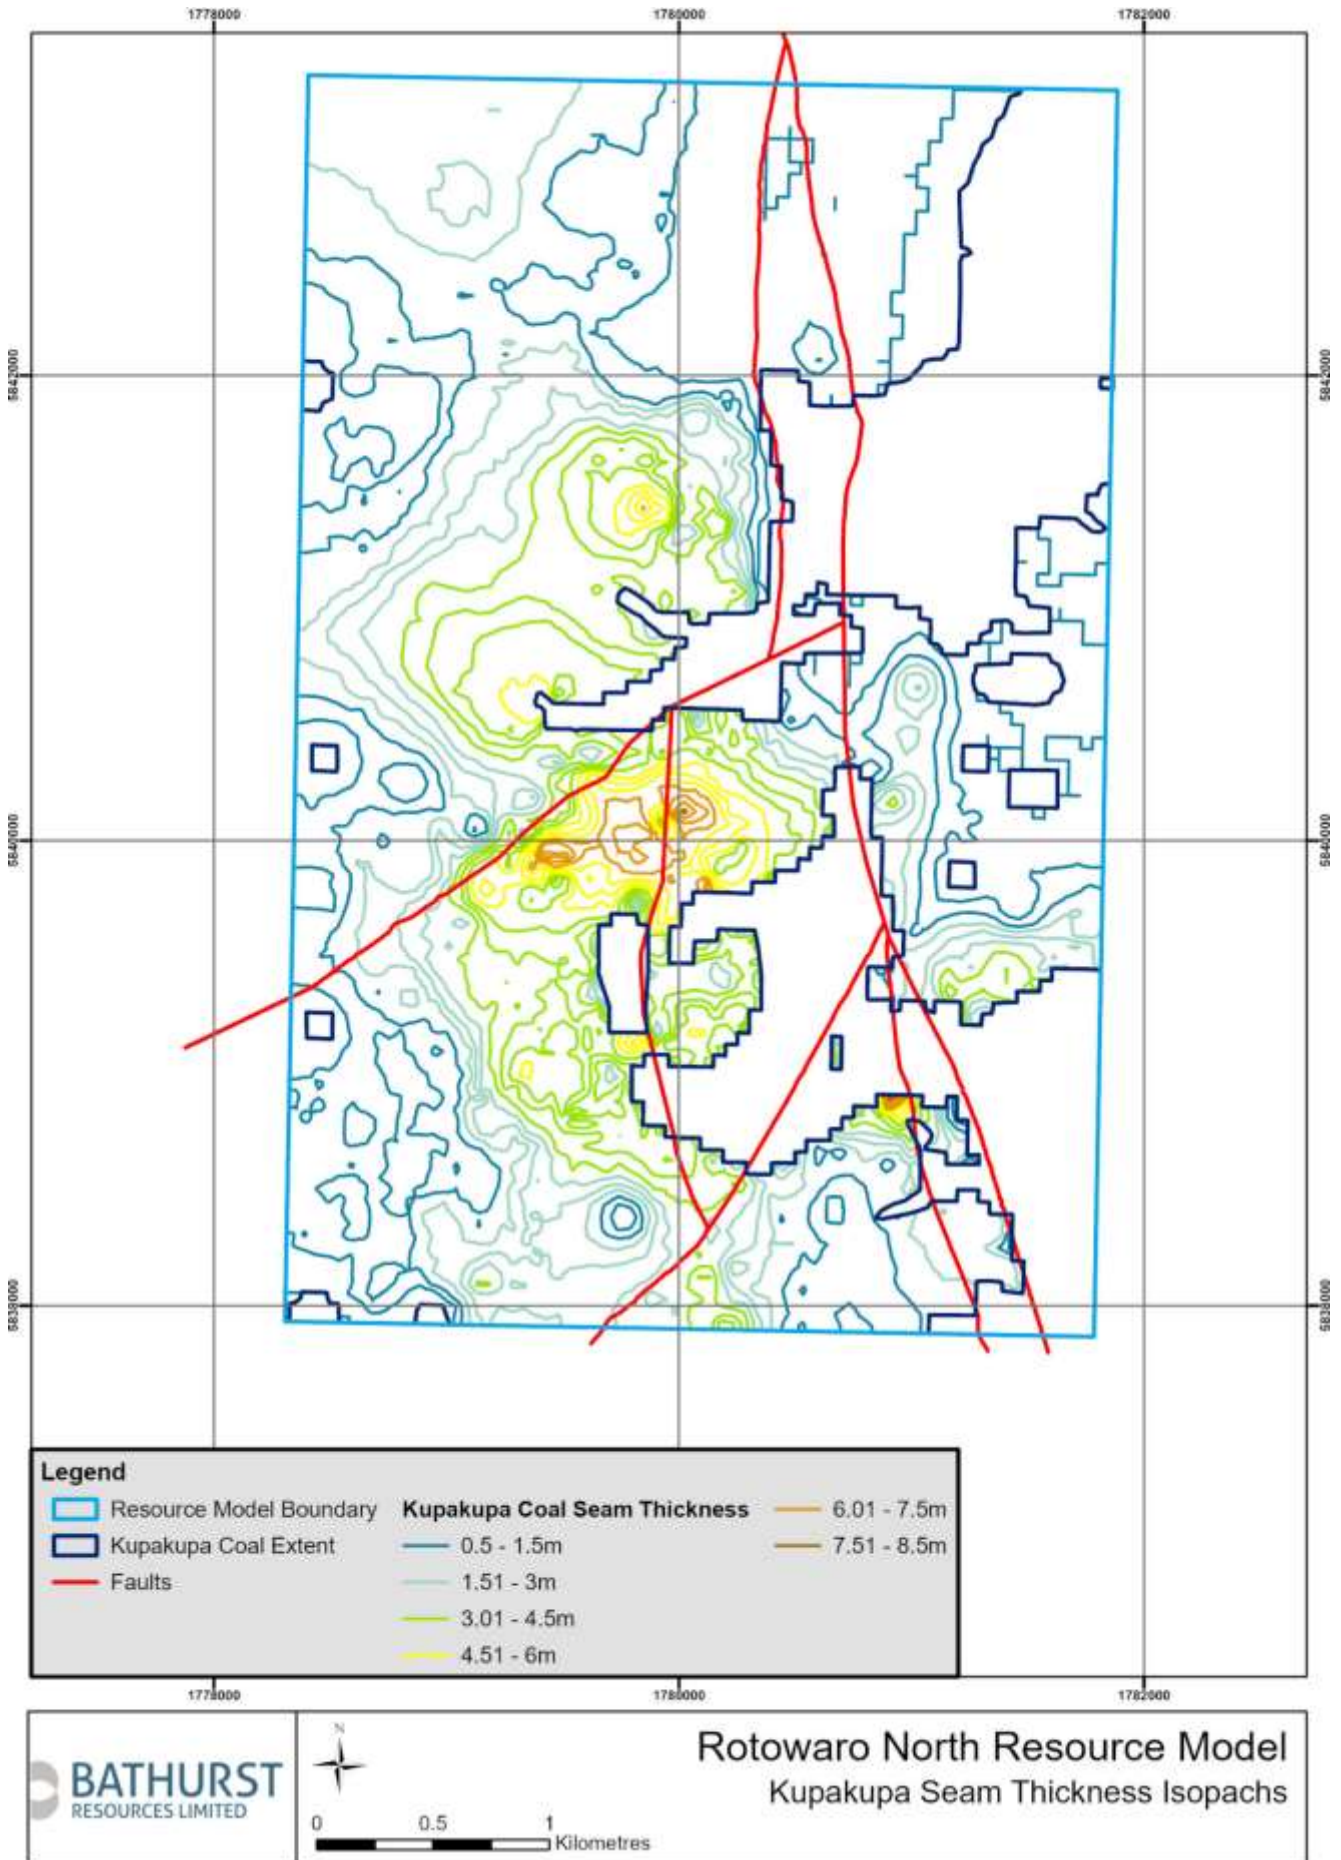 1778000 1780000 1782000
5842000 5842000
5840000 5840000
5838000 5838000
Legend
Resource Model Boundary
Kupakupa Coal Extent
Faults
Kupakupa Coal Seam Thickness
0.5 - 1.5m
1.51 - 3m
3.01 - 4.5m
4.51 - 6m
6.01 - 7.5m
7.51 - 8.5m
1778000 1780000 1782000
BATHURST
RESOURCES LIMITED
N
0 0.5 1
Kilometres
Rotowaro North Resource Model
Kupakupa Seam Thickness Isopachs